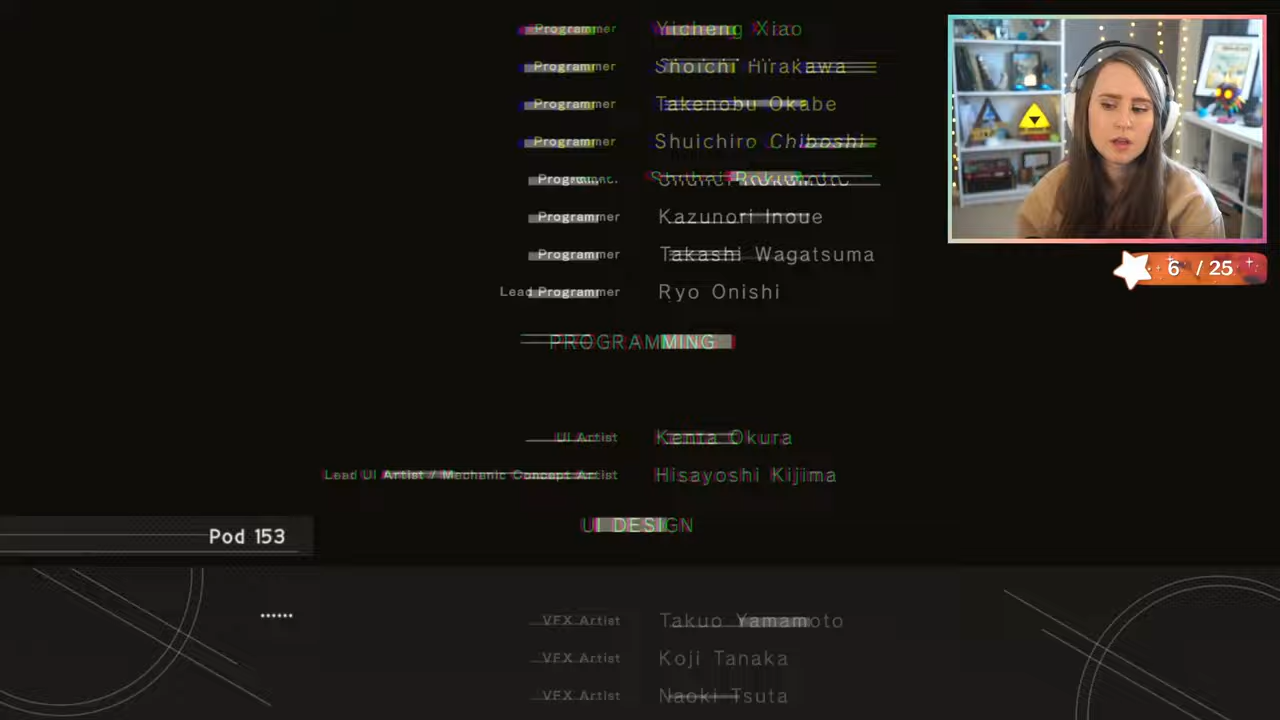 Programmer Yicheng Xiao
Programmer Shoichi Hirakawa
Programmer Takenobu Okabe
Programmer Shuichiro Chiboshi
Programmer
Programmer Kazunori Inoue
Programmer Takashi Wagatsuma
Lead Programmer Ryo Onishi
PROGRAMMING
UI Artist Kenta Okura
Lead UI Artist / Mechanic Concept Artist Hisayoshi Kijima
UI DESIGN
Pod 153
......
VFX Artist Takuo Yamamoto
VFX Artist Koji Tanaka
VFX Artist Naoki Tsuta
6 / 25